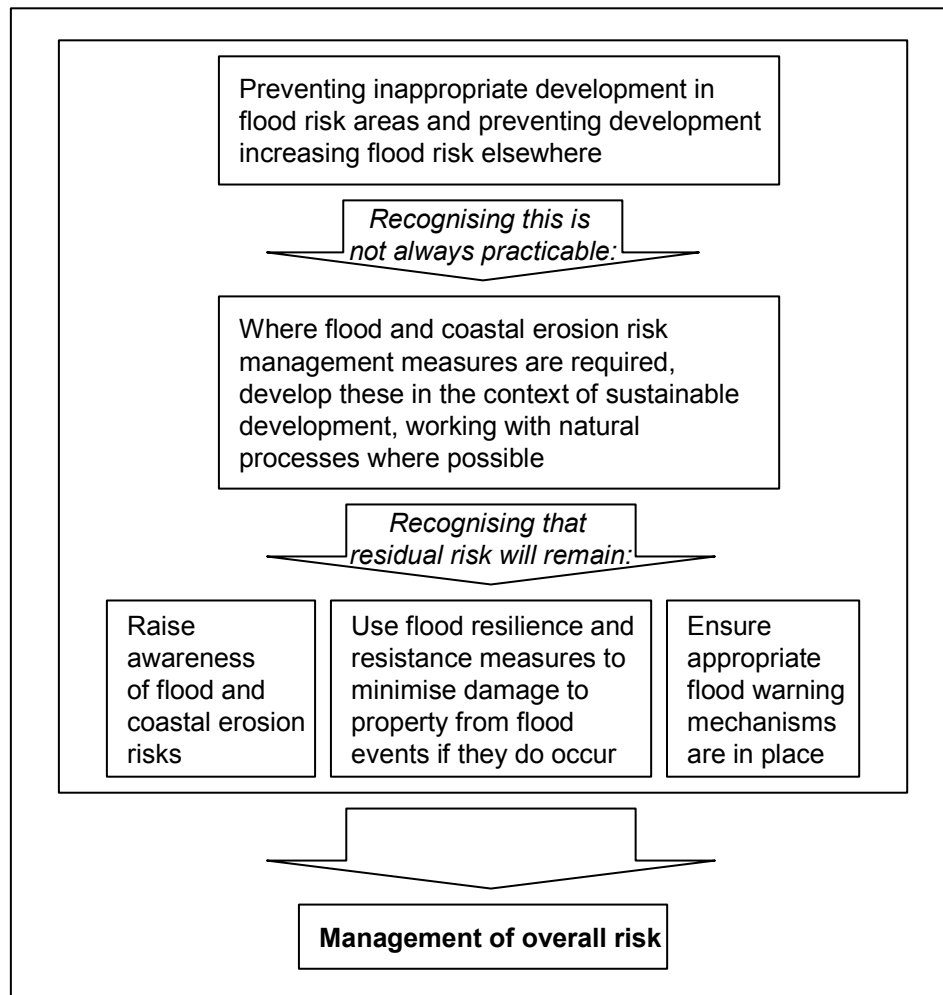 Preventing inappropriate development in
flood risk areas and preventing development
increasing flood risk elsewhere
Recognising this is
not always practicable:
Where flood and coastal erosion risk
management measures are required,
develop these in the context of sustainable
development, working with natural
processes where possible
Recognising that
residual risk will remain:
Raise
awareness
of flood and
coastal erosion
risks
Use flood resilience and
resistance measures to
minimise damage to
property from flood
events if they do occur
Ensure
appropriate
flood warning
mechanisms
are in place
Management of overall risk